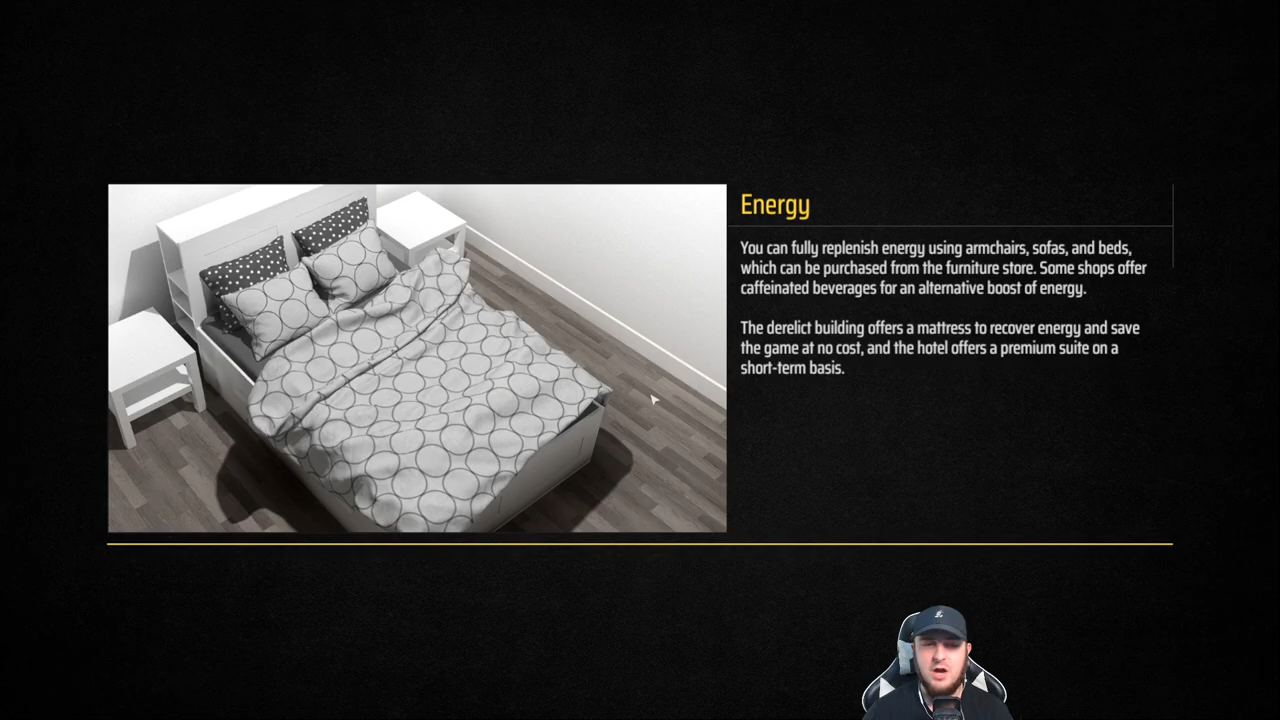 Energy
You can fully replenish energy using armchairs, sofas, and beds,
which can be purchased from the furniture store. Some shops offer
caffeinated beverages for an alternative boost of energy.
The derelict building offers a mattress to recover energy and save
the game at no cost, and the hotel offers a premium suite on a
short-term basis.